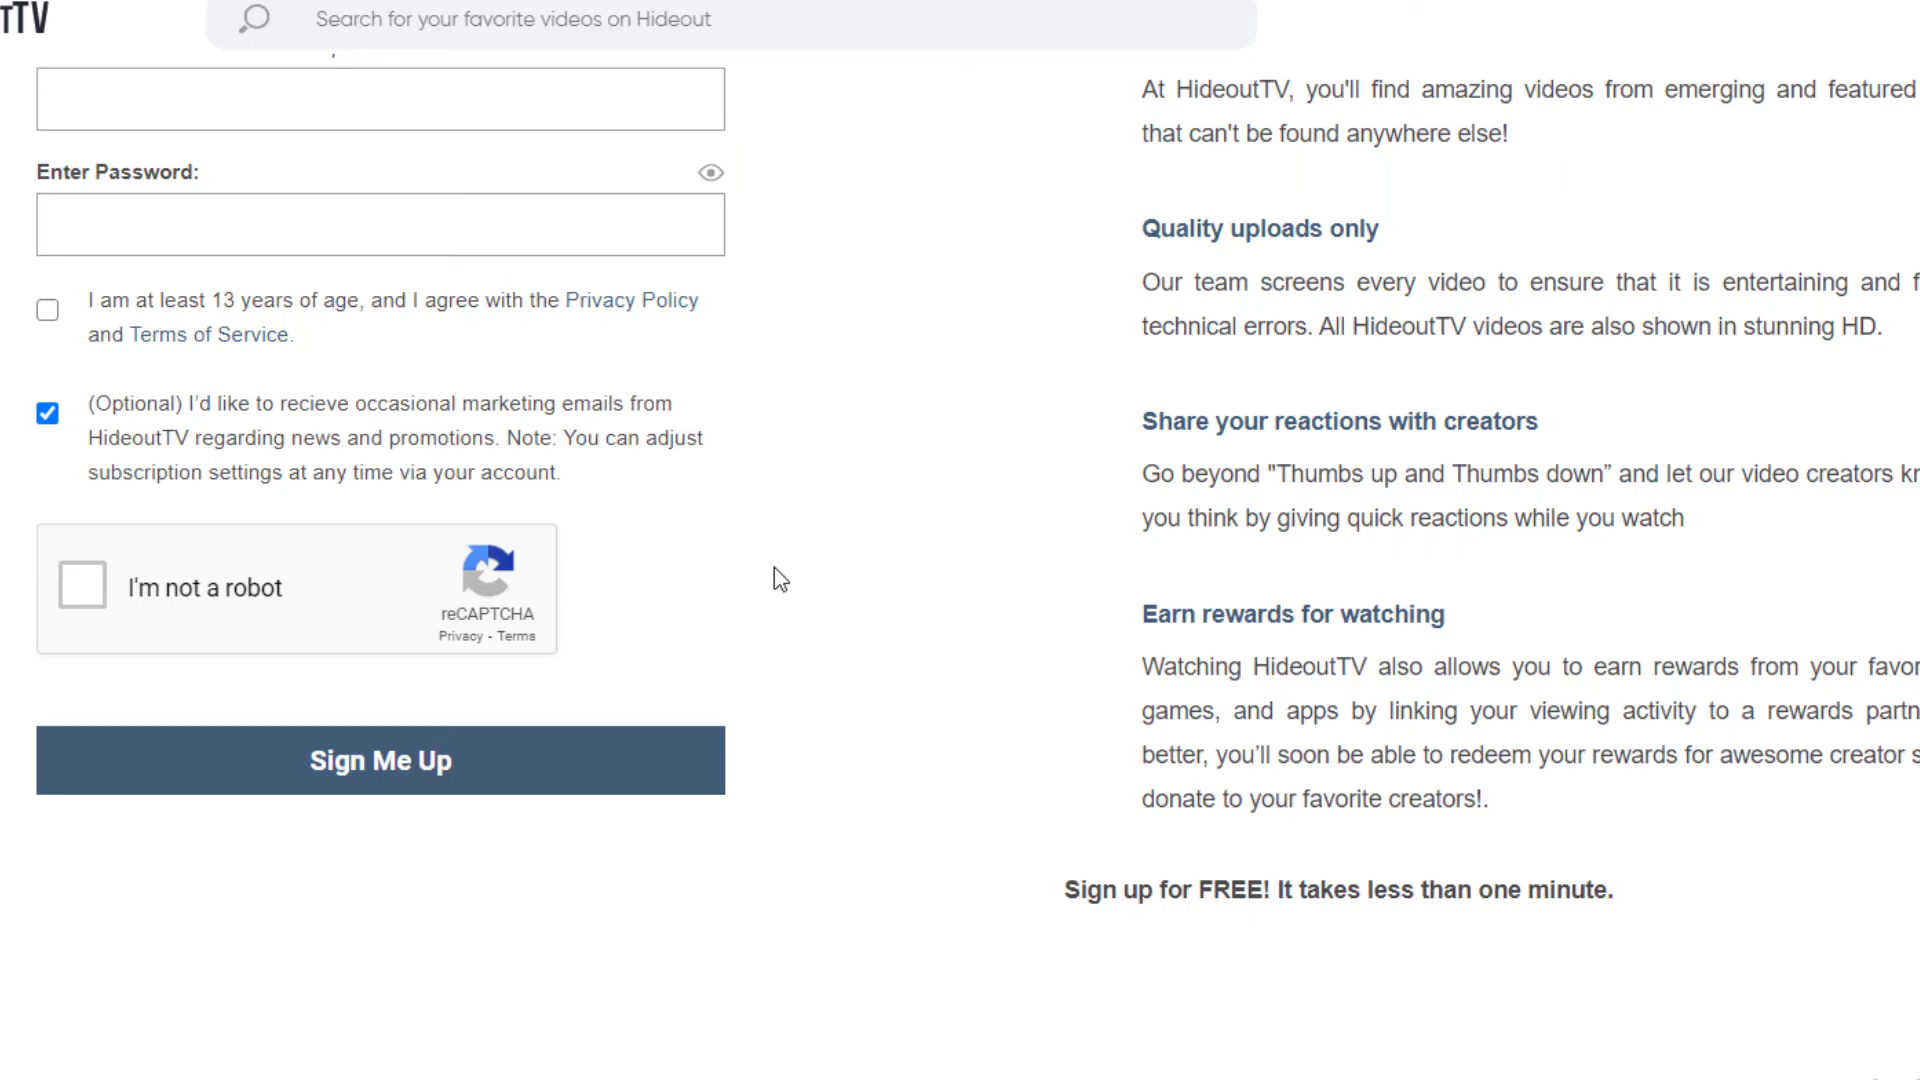 TTV
Search for your favorite videos on Hideout
Enter Password:
I am at least 13 years of age, and I agree with the Privacy Policy
and Terms of Service.
(Optional) I'd like to recieve occasional marketing emails from
HideoutTV regarding news and promotions. Note: You can adjust
subscription settings at any time via your account.
I'm not a robot
reCAPTCHA
Privacy - Terms
Sign Me Up
At HideoutTV, you'll find amazing videos from emerging and featured
that can't be found anywhere else!
Quality uploads only
Our team screens every video to ensure that it is entertaining and f
technical errors. All HideoutTV videos are also shown in stunning HD.
Share your reactions with creators
Go beyond "Thumbs up and Thumbs down” and let our video creators kn
you think by giving quick reactions while you watch
Earn rewards for watching
Watching HideoutTV also allows you to earn rewards from your favor
games, and apps by linking your viewing activity to a rewards partn
better, you’ll soon be able to redeem your rewards for awesome creator s
donate to your favorite creators!.
Sign up for FREE! It takes less than one minute.